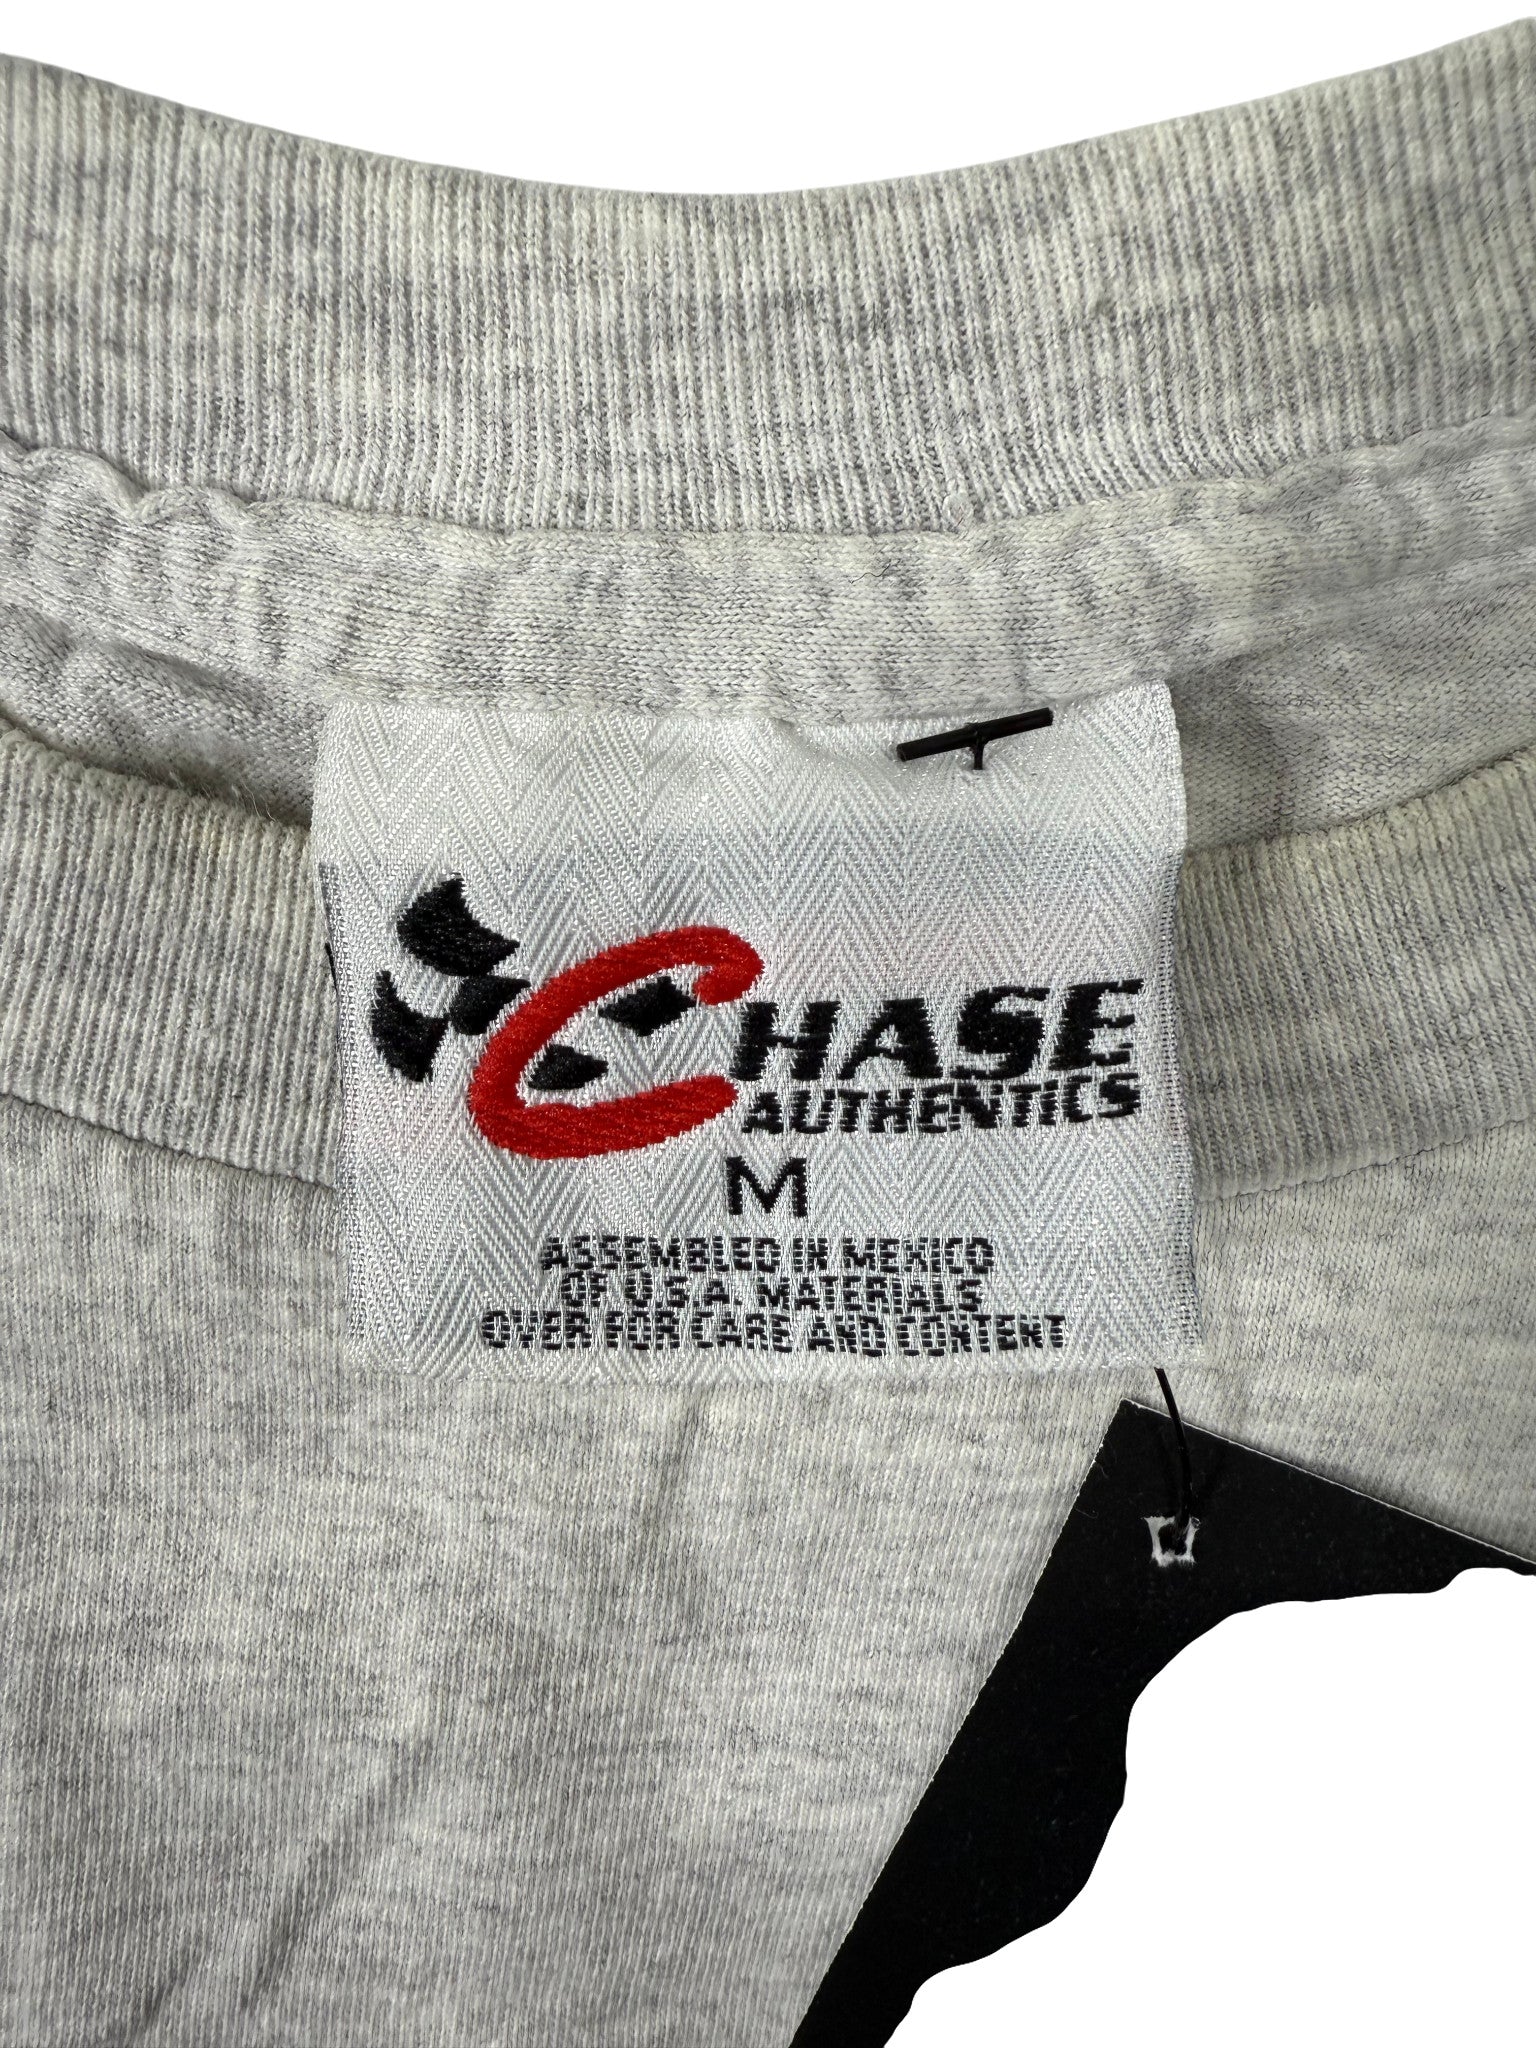 CHASE
AUTHENTICS
M
ASSEMBLED IN MEXICO
OF U.S.A. MATERIALS
OVER FOR CARE AND CONTENT